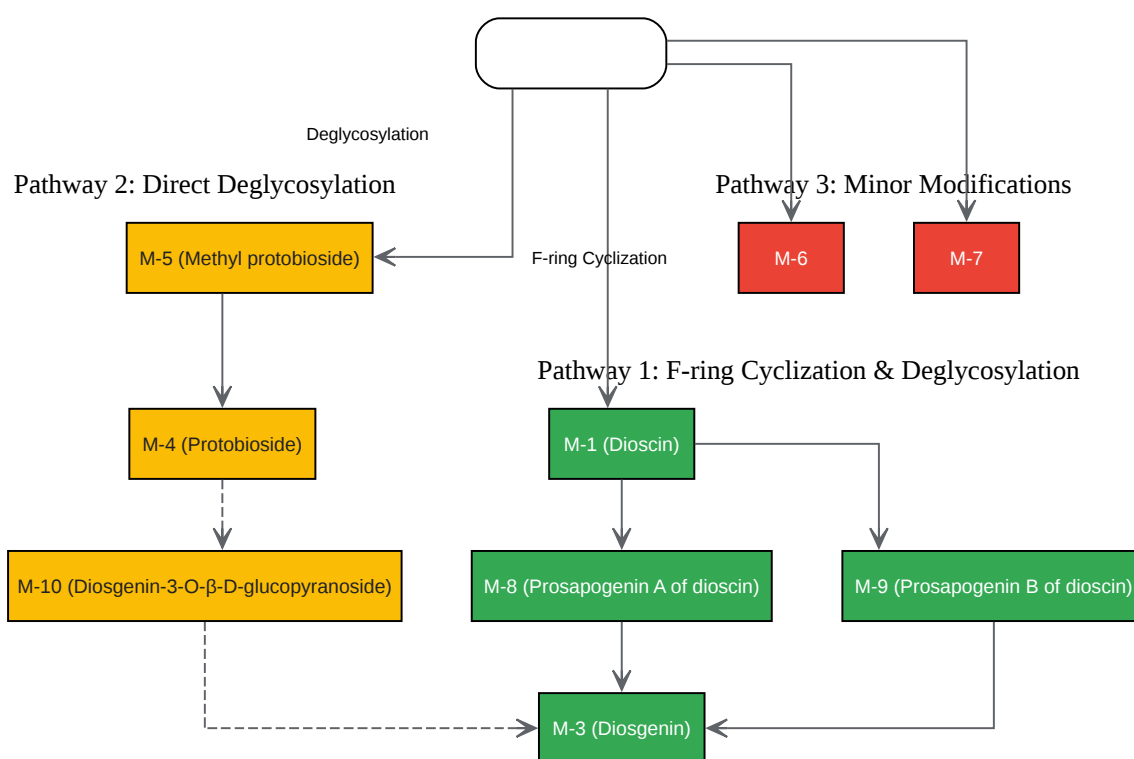 Deglycosylation
Pathway 2: Direct Deglycosylation
Pathway 3: Minor Modifications
M-5 (Methyl protobioside)
F-ring Cyclization
M-6
M-7
Pathway 1: F-ring Cyclization & Deglycosylation
M-4 (Protobioside)
M-1 (Dioscin)
M-10 (Diosgenin-3-O-β-D-glucopyranoside)
M-8 (Prosapogenin A of dioscin)
M-9 (Prosapogenin B of dioscin)
M-3 (Diosgenin)